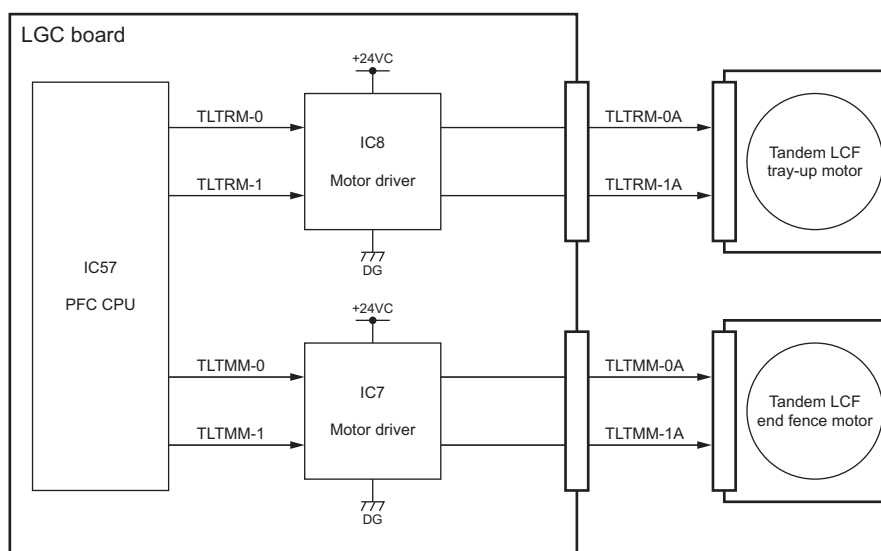 LGC board
+24VC
TLTRM-0
TLTRM-0A
IC8
Motor driver
Tandem LCF
tray-up motor
TLTRM-1
TLTRM-1A
DG
IC57
PFC CPU
+24VC
TLTMM-0
TLTMM-0A
IC7
Motor driver
Tandem LCF
end fence motor
TLTMM-1
TLTMM-1A
DG